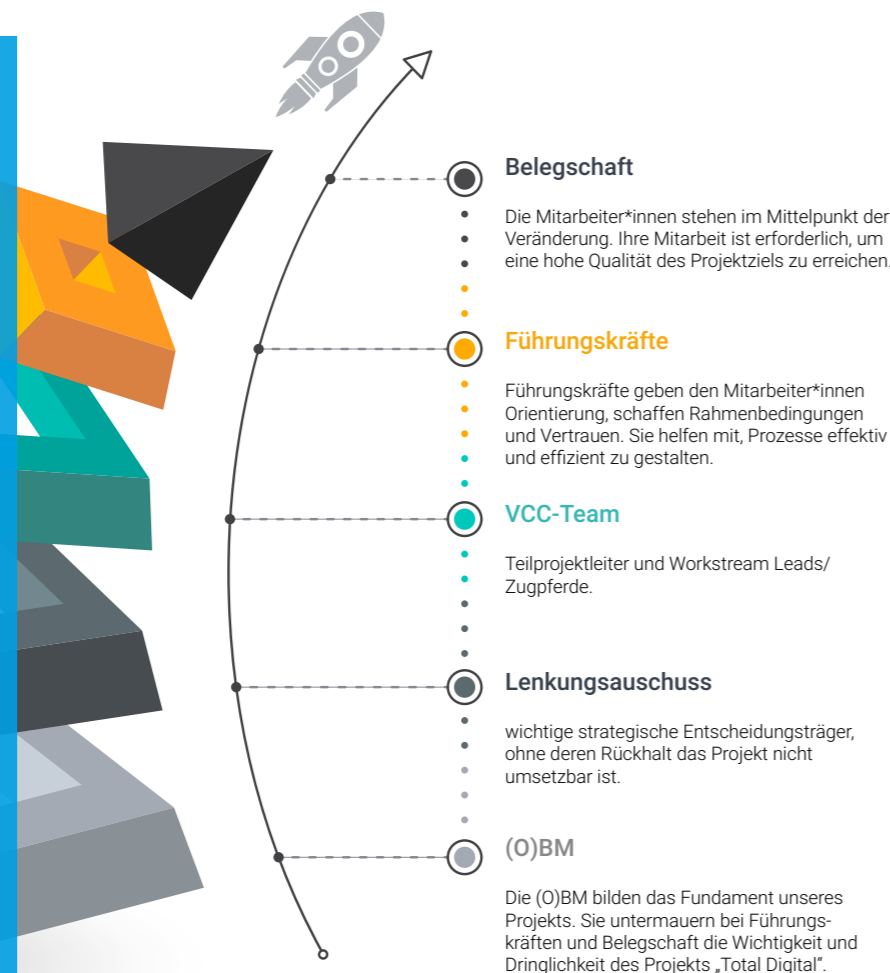 Belegschaft
Die Mitarbeiter*innen stehen im Mittelpunkt der
Veränderung. Ihre Mitarbeit ist erforderlich, um
eine hohe Qualität des Projektziels zu erreichen.
Führungskräfte
Führungskräfte geben den Mitarbeiter*innen
Orientierung, schaffen Rahmenbedingungen
und Vertrauen. Sie helfen mit, Prozesse effektiv
und effizient zu gestalten.
VCC-Team
Teilprojektleiter und Workstream Leads/
Zugpferde.
Lenkungsauschuss
wichtige strategische Entscheidungsträger,
ohne deren Rückhalt das Projekt nicht
umsetzbar ist.
(O)BM
Die (O)BM bilden das Fundament unseres
Projekts. Sie untermauern bei Führungs-
kräften und Belegschaft die Wichtigkeit und
Dringlichkeit des Projekts „Total Digital“.